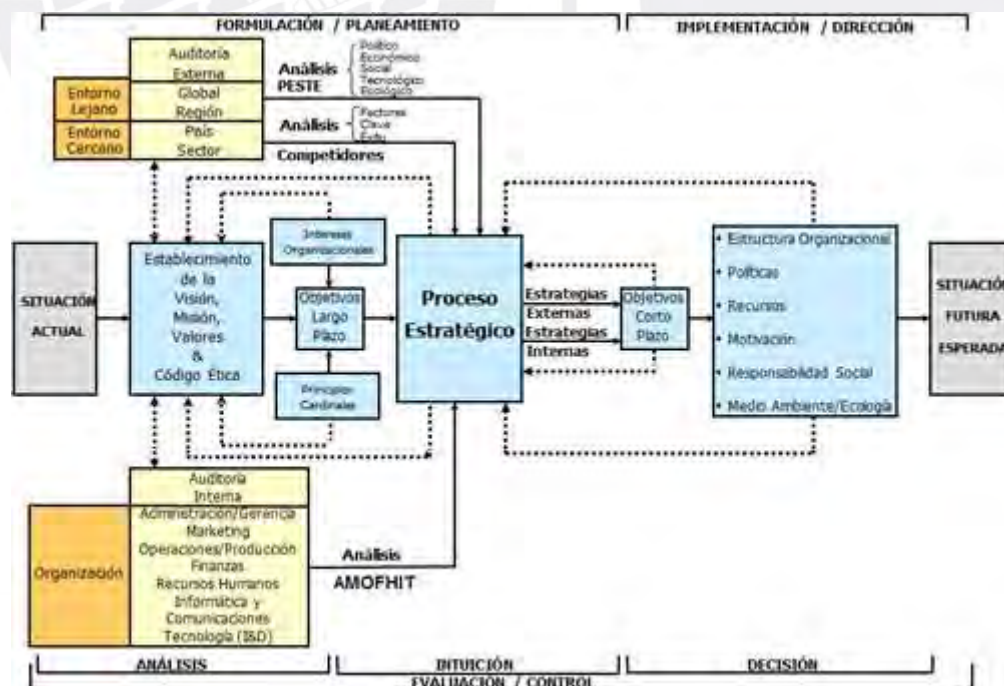 FORMULACIÓN / PLANEAMIENTO
IMPLEMENTACIÓN / DIRECCIÓN
Auditoría
Externa
Global
Región
País
Sector
Entorno
Lejano
Entorno
Cercano
Análisis
PESTE
Político
Económico
Social
Tecnológico
Ecológico
Análisis
Competidores
Factores
Clave
Éxito
SITUACIÓN
ACTUAL
Establecimiento
de la
Visión,
Misión,
Valores
&
Código Ética
Intereses
Organizacionales
Objetivos
Largo
Plazo
Principios
Cardinales
Proceso
Estratégico
Estrategias
Externas
Estrategias
Internas
Objetivos
Corto
Plazo
• Estructura Organizacional
• Políticas
• Recursos
• Motivación
• Responsabilidad Social
• Medio Ambiente/Ecología
SITUACIÓN
FUTURA
ESPERADA
Organización
Auditoría
Interna
Administración/Gerencia
Marketing
Operaciones/Producción
Finanzas
Recursos Humanos
Informática y
Comunicaciones
Tecnología (I&D)
Análisis
AMOFHIT
ANÁLISIS
INTUICIÓN
DECISIÓN
EVALUACIÓN / CONTROL